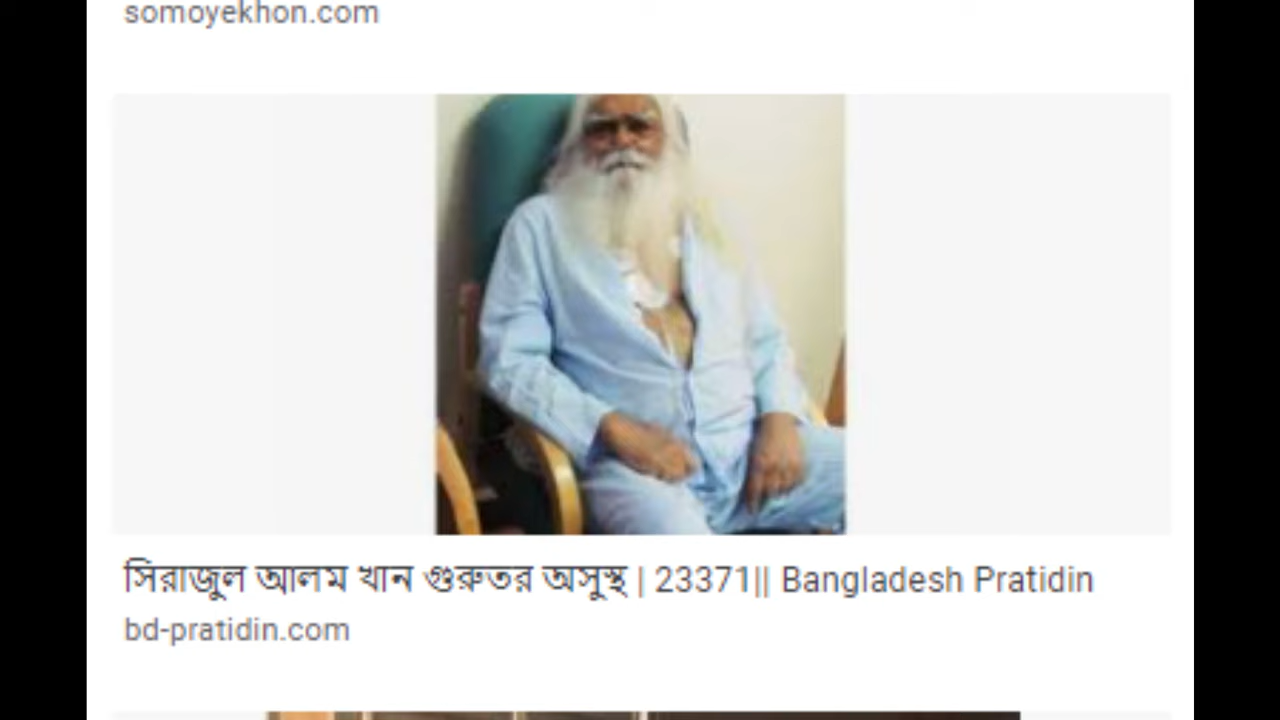 somoyekhon.com
সিরাজুল আলম খান গুরুতর অসুস্থ | 23371|| Bangladesh Pratidin
bd-pratidin.com